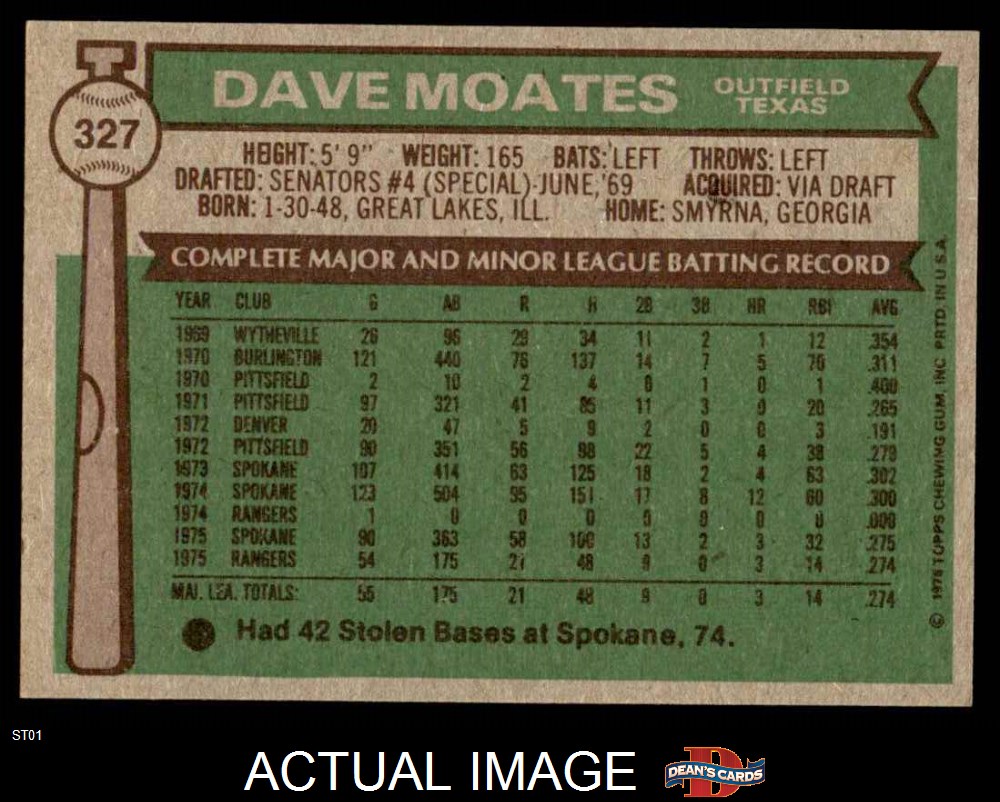 DAVE MOATES
OUTFIELD
TEXAS
327
HEIGHT: 5' 9" WEIGHT: 165 BATS: LEFT THROWS: LEFT
DRAFTED: SENATORS #4 (SPECIAL)-JUNE,'69 ACQUIRED: VIA DRAFT
BORN: 1-30-48, GREAT LAKES, ILL. HOME: SMYRNA, GEORGIA
COMPLETE MAJOR AND MINOR LEAGUE BATTING RECORD
YEAR CLUB G AB R H 2B 3B HR RBI AVG
1969 WYTHEVILLE 26 96 29 34 11 2 1 12 .354
1970 BURLINGTON 121 440 76 137 14 7 5 70 .311
1970 PITTSFIELD 2 10 2 4 0 1 0 1 .400
1971 PITTSFIELD 97 321 41 85 11 3 0 20 .265
1972 DENVER 20 47 5 9 2 0 0 3 .191
1972 PITTSFIELD 90 351 56 98 22 5 4 38 .279
1973 SPOKANE 107 414 63 125 18 2 4 63 .302
1974 SPOKANE 123 504 95 151 17 8 12 60 .300
1974 RANGERS 1 0 0 0 0 0 0 0 .000
1975 SPOKANE 90 363 58 100 13 2 3 32 .275
1975 RANGERS 54 175 21 48 9 0 3 14 .274
MAJ. LEA. TOTALS: 55 175 21 48 9 0 3 14 .274
Had 42 Stolen Bases at Spokane, 74.
© 1976 TOPPS CHEWING GUM, INC. PRTD. IN U.S.A.
ST01
ACTUAL IMAGE
DEAN'S CARDS